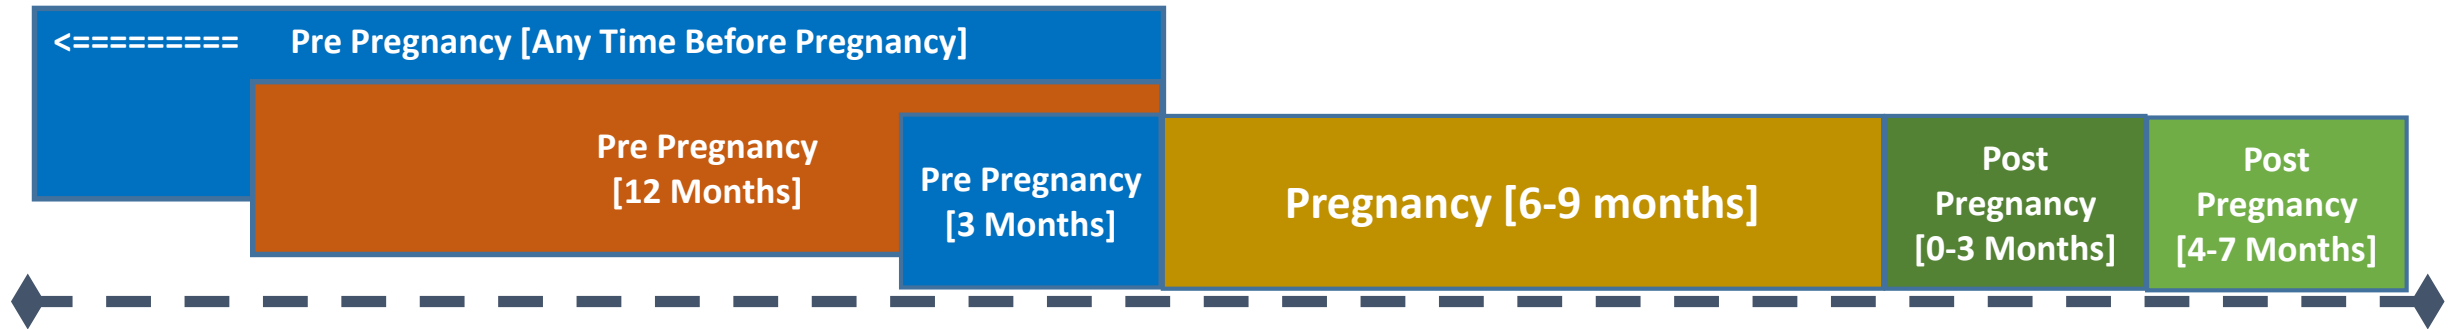 <========= Pre Pregnancy [Any Time Before Pregnancy]
Pre Pregnancy
[12 Months]
Pre Pregnancy
[3 Months]
Pregnancy [6-9 months]
Post
Pregnancy
[0-3 Months]
Post
Pregnancy
[4-7 Months]